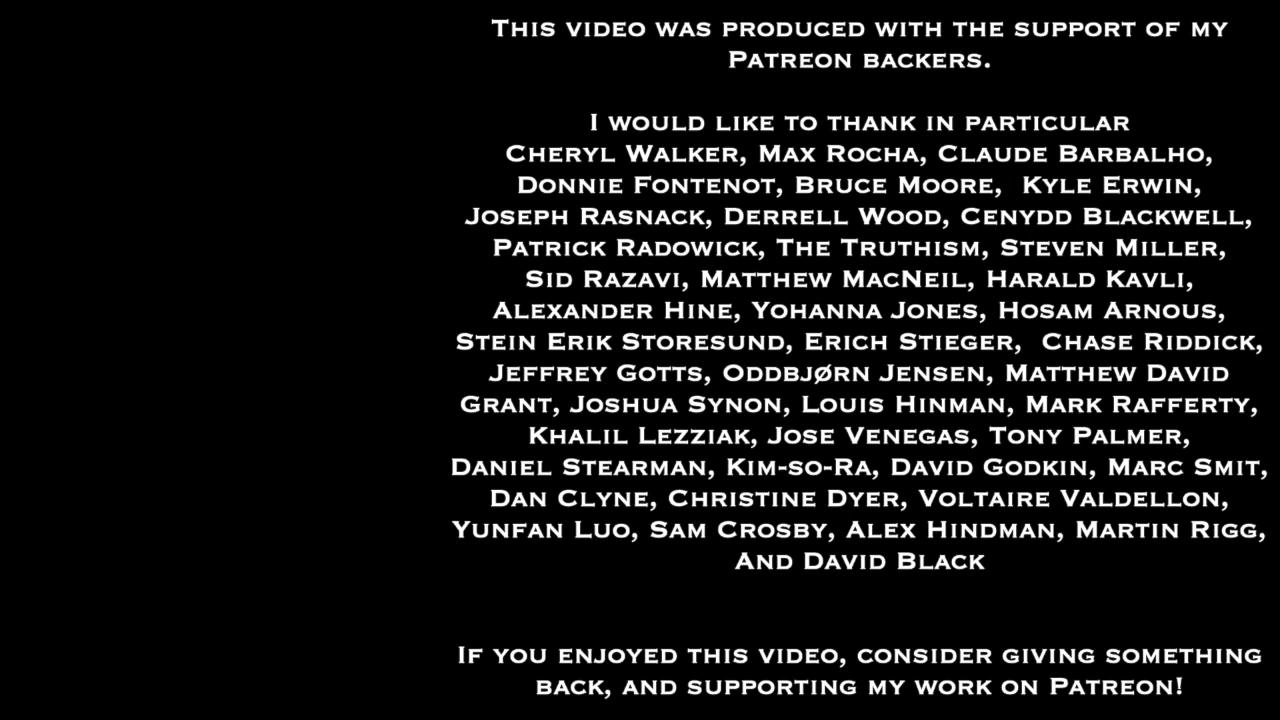 This video was produced with the support of my
Patreon backers.
I would like to thank in particular
Cheryl Walker, Max Rocha, Claude Barbalho,
Donnie Fontenot, Bruce Moore,  Kyle Erwin,
Joseph Rasnack, Derrell Wood, Cenydd Blackwell,
Patrick Radowick, The Truthism, Steven Miller,
Sid Razavi, Matthew MacNeil, Harald Kavli,
Alexander Hine, Yohanna Jones, Hosam Arnous,
Stein Erik Storesund, Erich Stieger,  Chase Riddick,
Jeffrey Gotts, Oddbjørn Jensen, Matthew David
Grant, Joshua Synon, Louis Hinman, Mark Rafferty,
Khalil Lezziak, Jose Venegas, Tony Palmer,
Daniel Stearman, Kim-so-Ra, David Godkin, Marc Smit,
Dan Clyne, Christine Dyer, Voltaire Valdellon,
Yunfan Luo, Sam Crosby, Alex Hindman, Martin Rigg,
And David Black
If you enjoyed this video, consider giving something
back, and supporting my work on Patreon!